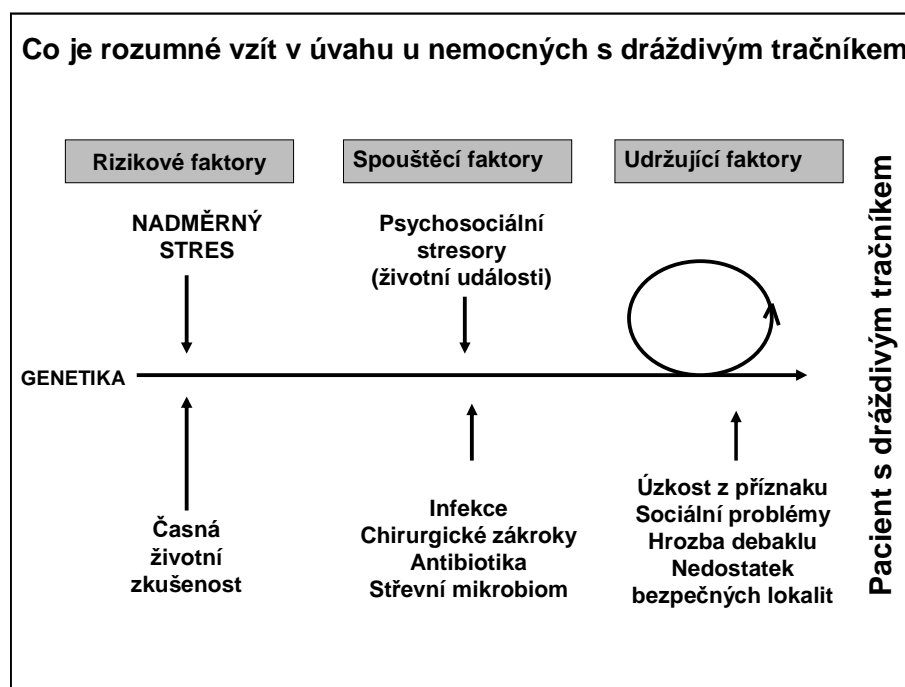 Co je rozumné vzít v úvahu u nemocných s dráždivým tračníkem
Rizikové faktory
Spouštěcí faktory
Udržující faktory
NADMĚRNÝ
STRES
Psychosociální
stresory
(životní události)
GENETIKA
Časná
životní
zkušenost
Infekce
Chirurgické zákroky
Antibiotika
Střevní mikrobiom
Úzkost z příznaku
Sociální problémy
Hrozba debaklu
Nedostatek
bezpečných lokalit
Pacient s dráždivým tračníkem